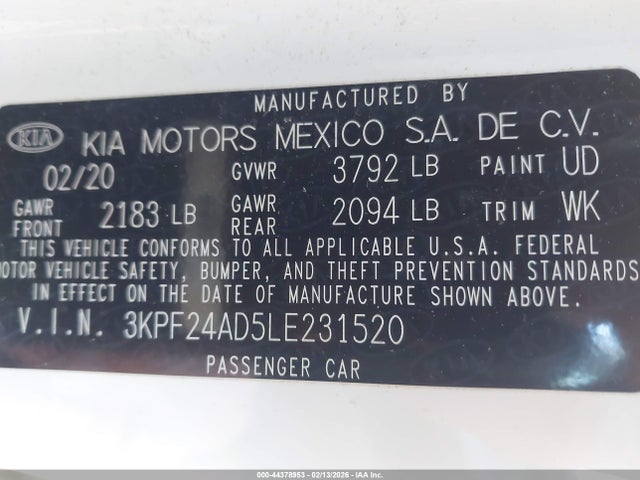 MANUFACTURED BY
KIA KIA MOTORS MEXICO S.A. DE C.V.
02/20 GVWR 3792 LB PAINT UD
GAWR FRONT 2183 LB GAWR REAR 2094 LB TRIM WK
THIS VEHICLE CONFORMS TO ALL APPLICABLE U.S.A. FEDERAL
MOTOR VEHICLE SAFETY, BUMPER, AND THEFT PREVENTION STANDARDS
IN EFFECT ON THE DATE OF MANUFACTURE SHOWN ABOVE.
V.I.N. 3KPF24AD5LE231520
PASSENGER CAR
000-44378953 - 02/13/2026 - IAA Inc.